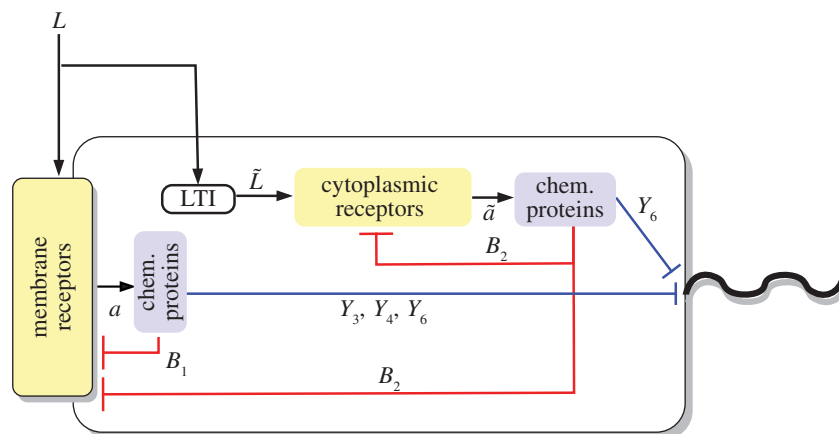 L
LTI
L̃
cytoplasmic
receptors
ã
chem.
proteins
Y₆
B₂
membrane
receptors
a
chem.
proteins
Y₃, Y₄, Y₆
B₁
B₂